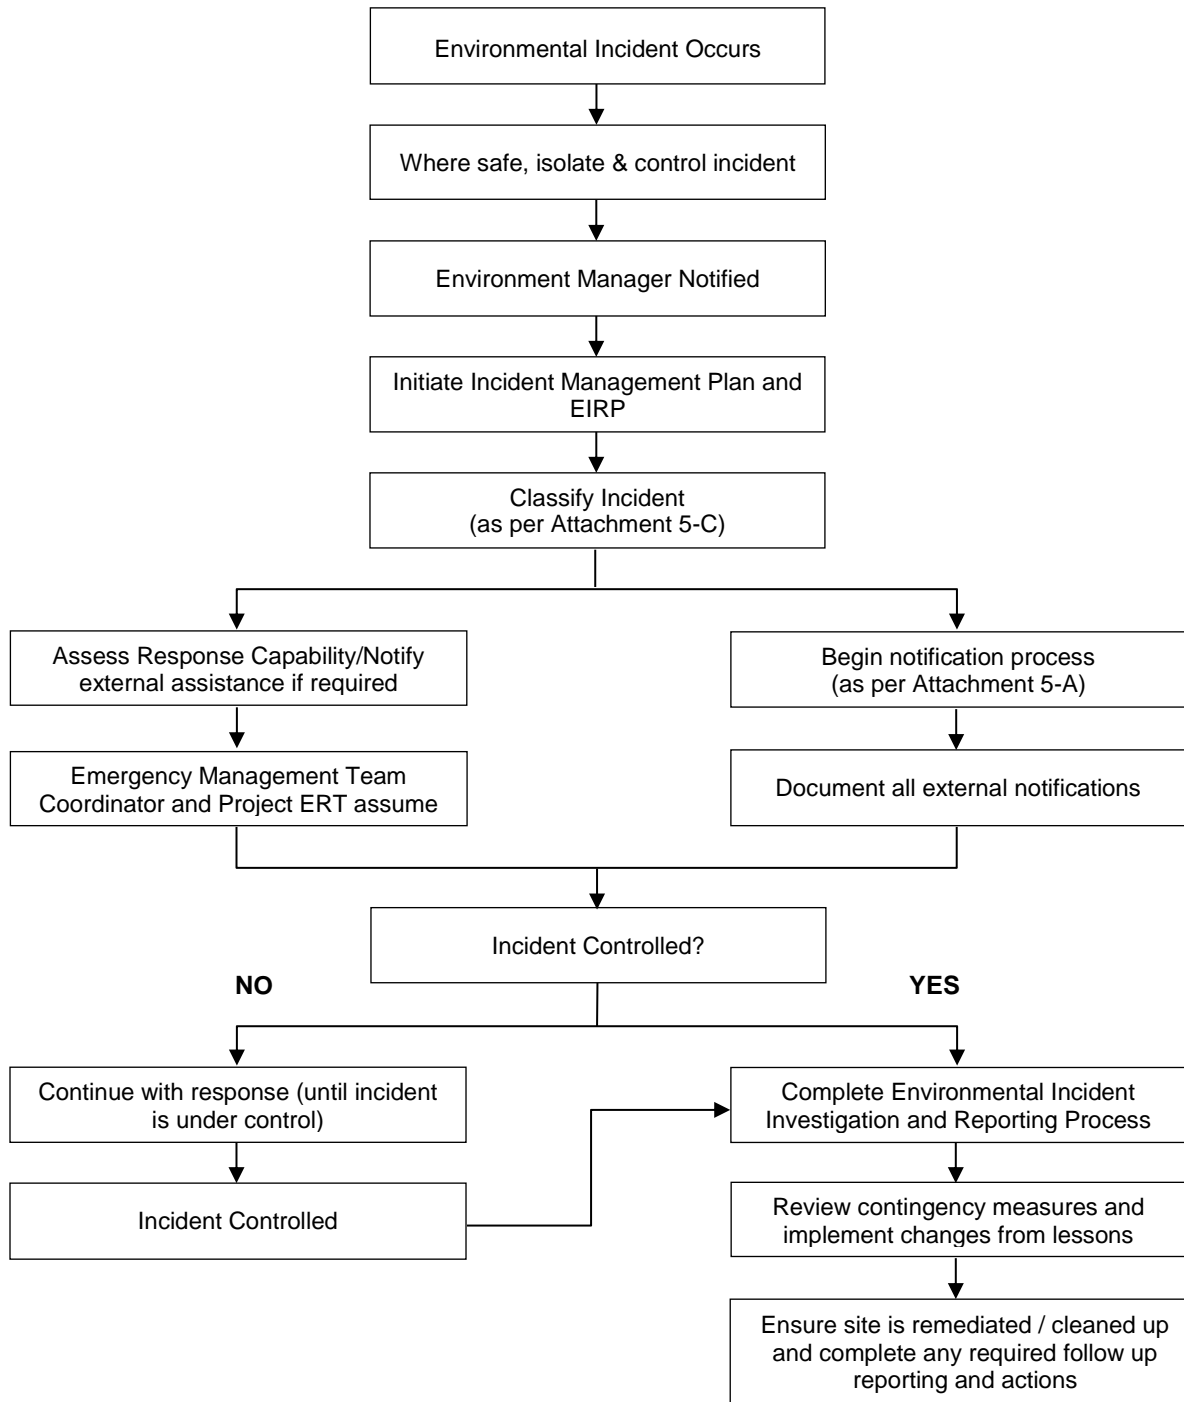 Environmental Incident Occurs
Where safe, isolate & control incident
Environment Manager Notified
Initiate Incident Management Plan and
EIRP
Classify Incident
(as per Attachment 5-C)
Assess Response Capability/Notify
external assistance if required
Begin notification process
(as per Attachment 5-A)
Emergency Management Team
Coordinator and Project ERT assume
Document all external notifications
Incident Controlled?
NO
YES
Continue with response (until incident
is under control)
Complete Environmental Incident
Investigation and Reporting Process
Incident Controlled
Review contingency measures and
implement changes from lessons
Ensure site is remediated / cleaned up
and complete any required follow up
reporting and actions